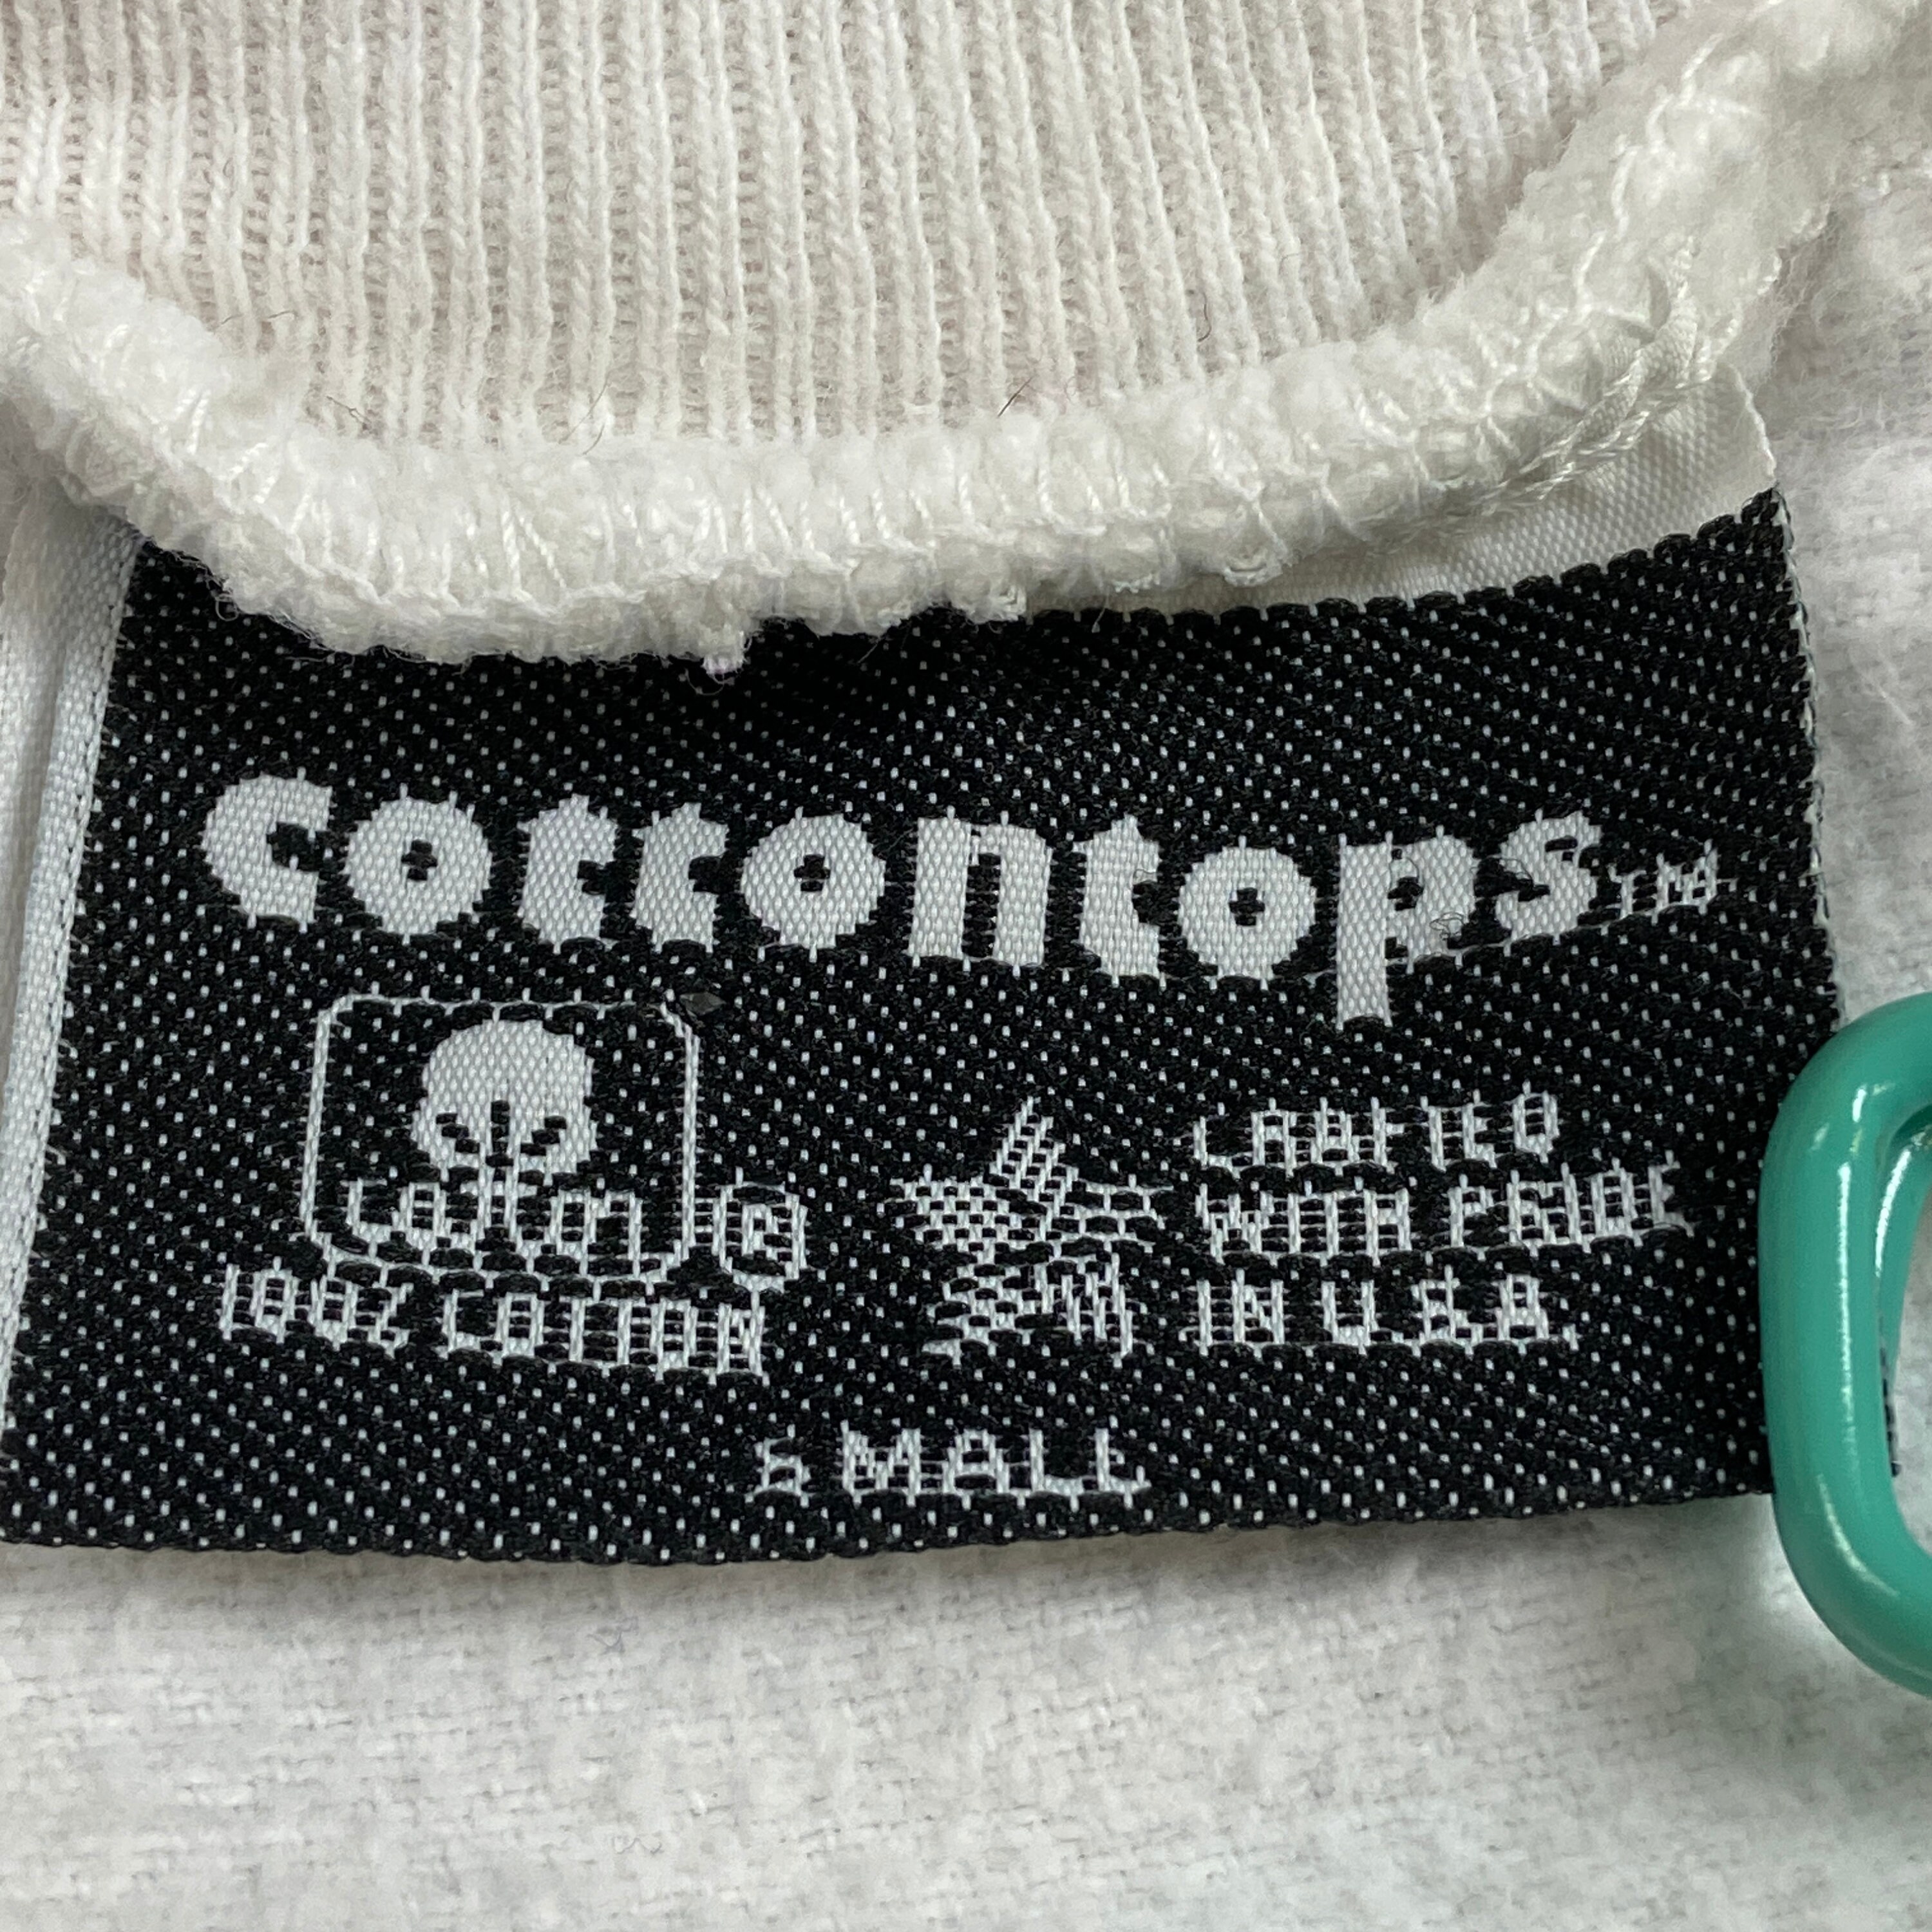 cottontops™
cotton ®
100% COTTON
CRAFTED
WITH PRIDE
IN U.S.A.
SMALL